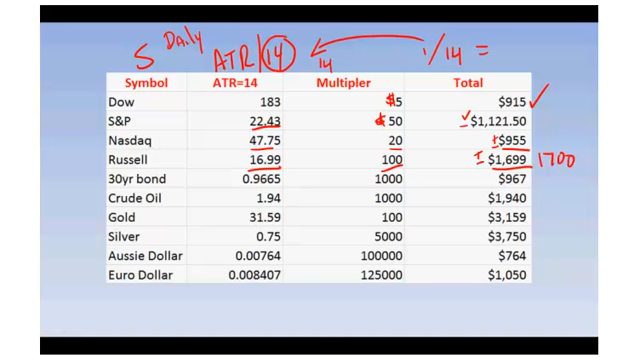 S Daily ATR 14 14 1/14 =
Symbol ATR=14 Multipler Total
Dow 183 $5 $915
S&P 22.43 $50 $1,121.50
Nasdaq 47.75 20 ± $955
Russell 16.99 100 ± $1,699 1700
30yr bond 0.9665 1000 $967
Crude Oil 1.94 1000 $1,940
Gold 31.59 100 $3,159
Silver 0.75 5000 $3,750
Aussie Dollar 0.00764 100000 $764
Euro Dollar 0.008407 125000 $1,050